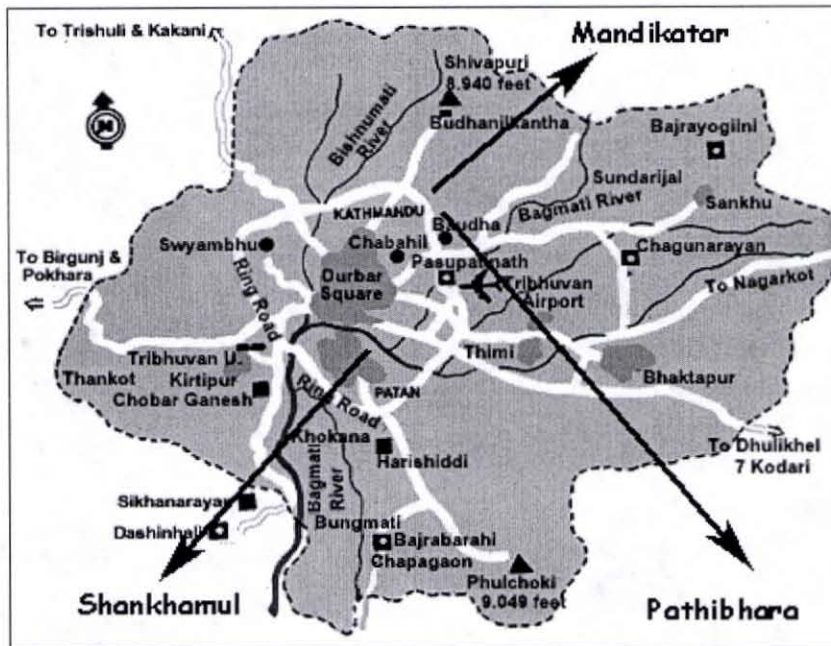 To Trishuli & Kakani
Mandikatar
Shivapuri
8.940 feet
N
Budhanilkantha
Bishnumati
River
Bajrayogiini
Sundarijal
Bagmati River
Sankhu
KATHMANDU
Baudha
Swyambhu
Chabahil
Chagunarayan
To Birgunj &
Pokhara
Pasupatinath
Durbar
Square
Tribhuvan
Airport
To Nagarkot
Ring Road
Tribhuvan U.
Thimi
Thankot
Kirtipur
Bhaktapur
Chobar Ganesh
PATAN
Ring Road
Khokana
Harishiddi
To Dhulikhel
7 Kodari
Bagmati
River
Sikhanarayan
Bungmati
Dashinhali
Bajrabarahi
Chapagaon
Phulchoki
9.049 feet
Shankhamul
Pathibhara